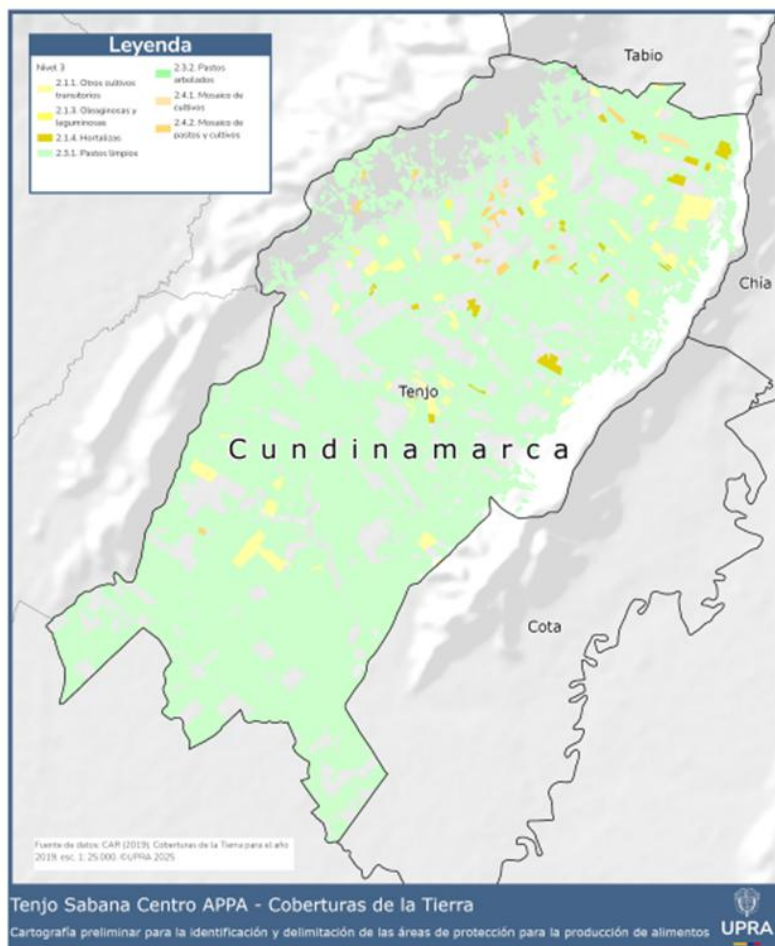 Leyenda
Nivel 3
2.1.1. Otros cultivos
transitorios
2.1.3. Oleaginosas y
leguminosas
2.1.4. Hortalizas
2.3.1. Pastos limpios
2.3.2. Pastos
arbolados
2.4.1. Mosaico de
cultivos
2.4.2. Mosaico de
pastos y cultivos
Tabio
Chía
Tenjo
Cundinamarca
Cota
Fuente de datos: CAR (2019). Coberturas de la Tierra para el año
2019, esc. 1: 25.000. ©UPRA 2025
Tenjo Sabana Centro APPA - Coberturas de la Tierra
Cartografía preliminar para la identificación y delimitación de las áreas de protección para la producción de alimentos
UPRA